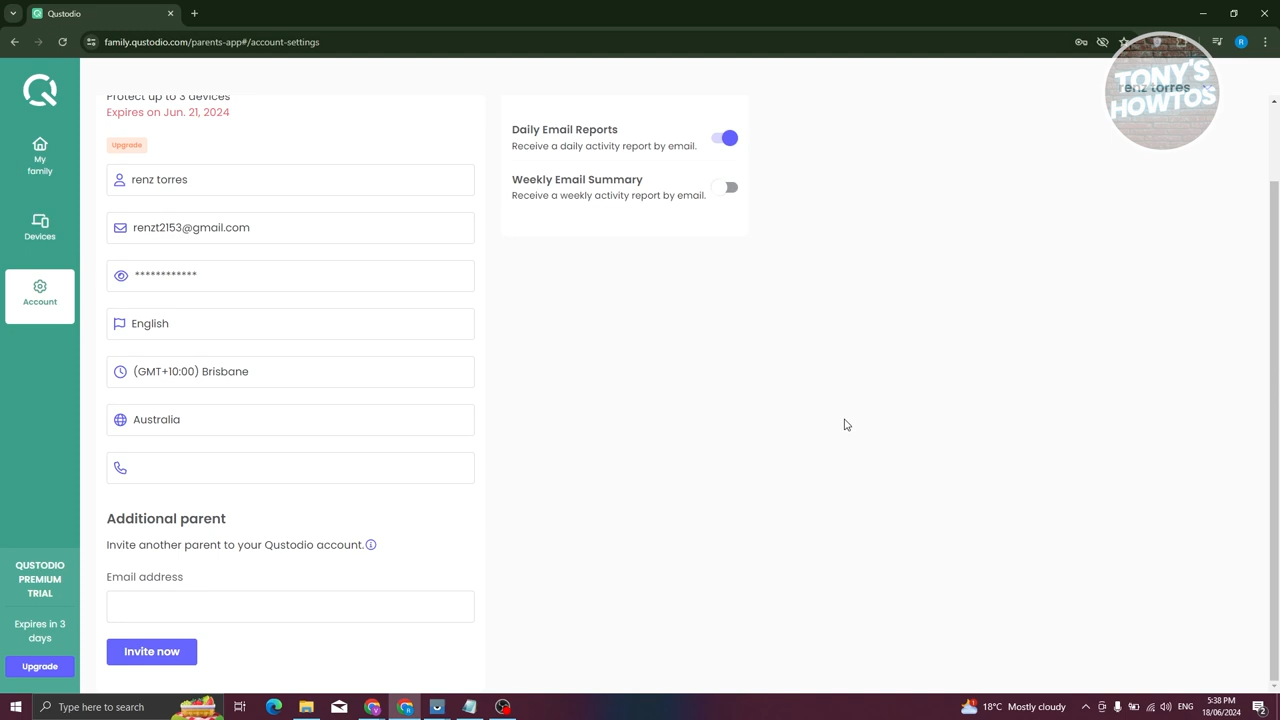 Qustodio
family.qustodio.com/parents-app#/account-settings
R
TONY'S
HOWTOS
renz torres
My
family
Devices
Account
QUSTODIO
PREMIUM
TRIAL
Expires in 3
days
Upgrade
Protect up to 3 devices
Expires on Jun. 21, 2024
Upgrade
renz torres
renzt2153@gmail.com
************
English
(GMT+10:00) Brisbane
Australia
Additional parent
Invite another parent to your Qustodio account.
Email address
Invite now
Daily Email Reports
Receive a daily activity report by email.
Weekly Email Summary
Receive a weekly activity report by email.
Type here to search
18°C Mostly cloudy
5:38 PM
18/06/2024
2